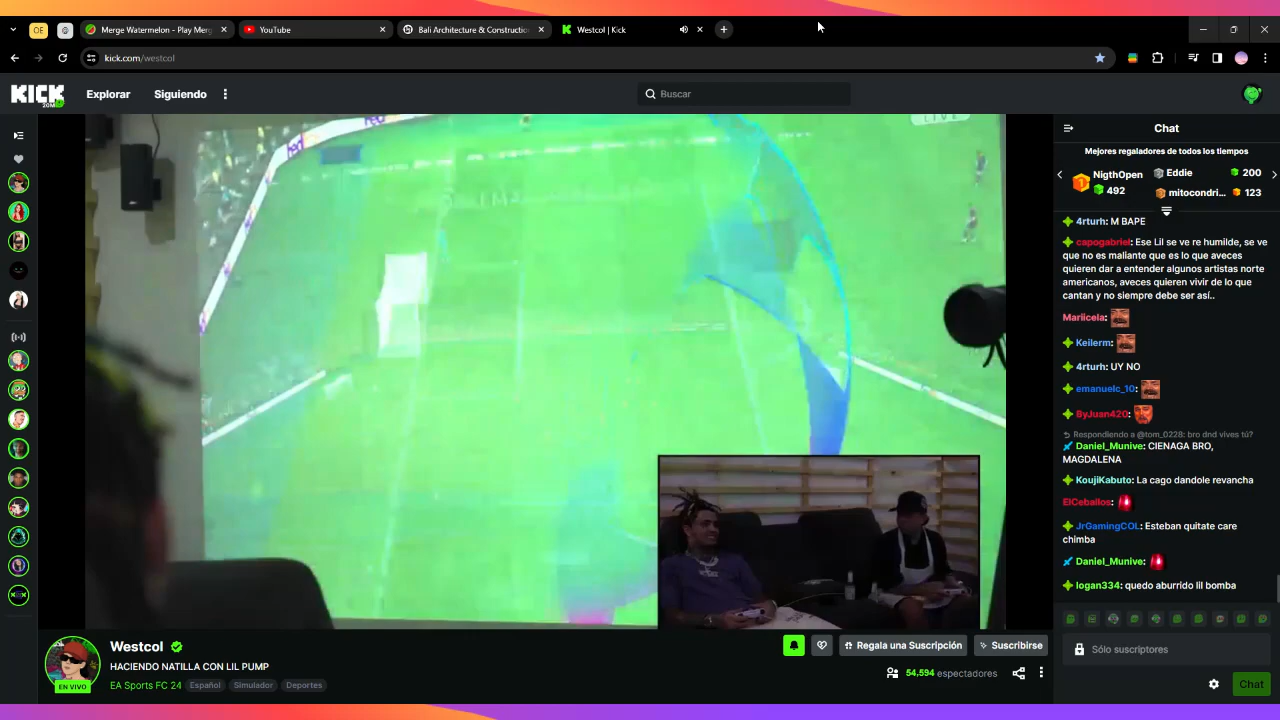 OE
Merge Watermelon - Play Merg
YouTube
Bali Architecture & Constructio
Westcol | Kick
kick.com/westcol
KICK
20M
Explorar
Siguiendo
Buscar
LIVE
Chat
Mejores regaladores de todos los tiempos
NigthOpen
492
Eddie
200
mitocondri...
123
4rturh: M BAPE
capogabriel: Ese Lil se ve re humilde, se ve
que no es maliante que es lo que aveces
quieren dar a entender algunos artistas norte
americanos, aveces quieren vivir de lo que
cantan y no siempre debe ser así..
Mariicela:
Keilerm:
4rturh: UY NO
emanuelc_10:
ByJuan420:
Respondiendo a @tom_0228: bro dnd vives tú?
Daniel_Munive: CIENAGA BRO,
MAGDALENA
KoujiKabuto: La cago dandole revancha
ElCeballos:
JrGamingCOL: Esteban quitate care
chimba
Daniel_Munive:
logan334: quedo aburrido lil bomba
Sólo suscriptores
Chat
Westcol
EN VIVO
HACIENDO NATILLA CON LIL PUMP
EA Sports FC 24
Español
Simulador
Deportes
Regala una Suscripción
Suscribirse
54,594 espectadores